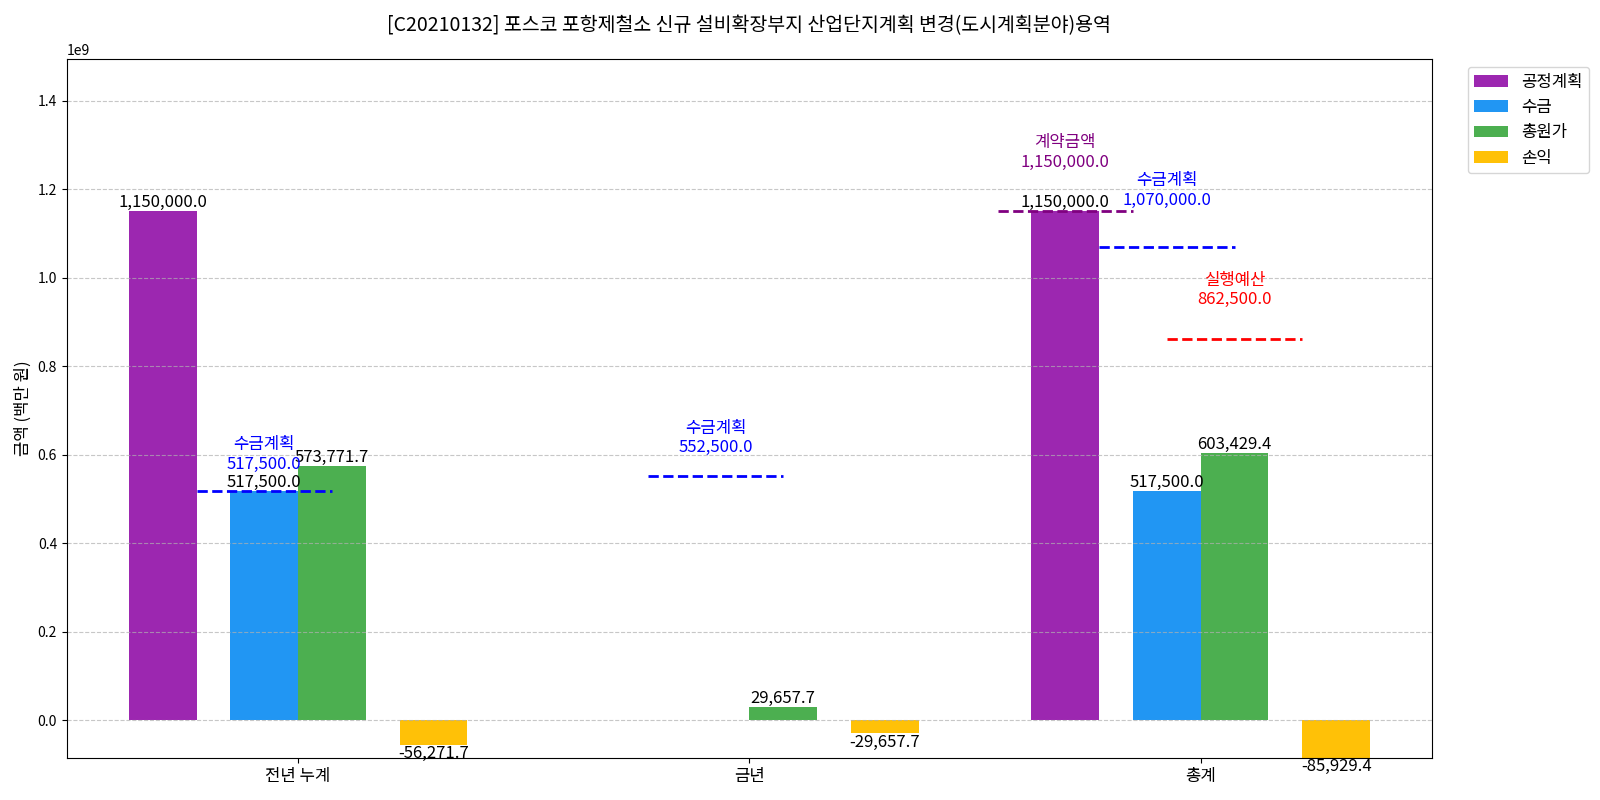 [C20210132] 포스코 포항제철소 신규 설비확장부지 산업단지계획 변경(도시계획분야)용역
1e9
금액 (백만 원)
1.4
1.2
1.0
0.8
0.6
0.4
0.2
0.0
1,150,000.0
수금계획
517,500.0
517,500.0
573,771.7
-56,271.7
수금계획
552,500.0
29,657.7
-29,657.7
계약금액
1,150,000.0
1,150,000.0
수금계획
1,070,000.0
실행예산
862,500.0
517,500.0
603,429.4
-85,929.4
전년 누계
금년
총계
공정계획
수금
총원가
손익